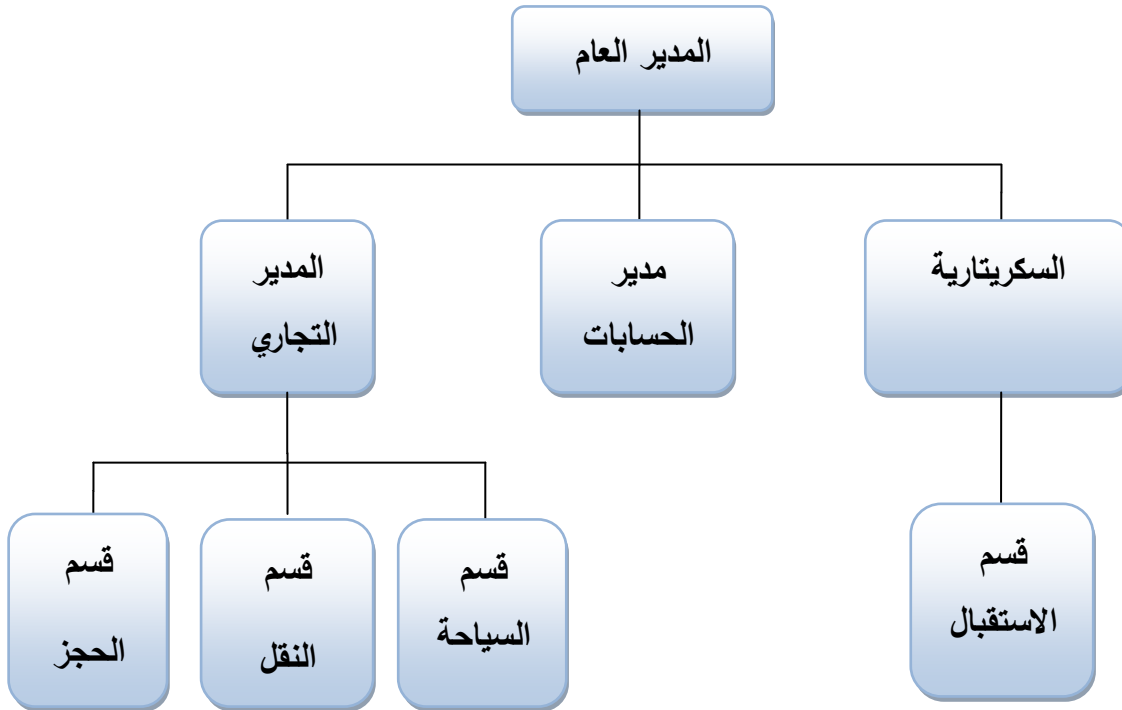 المدير العام
السكريتارية
مدير
الحسابات
المدير
التجاري
قسم
الاستقبال
قسم
السياحة
قسم
النقل
قسم
الحجز